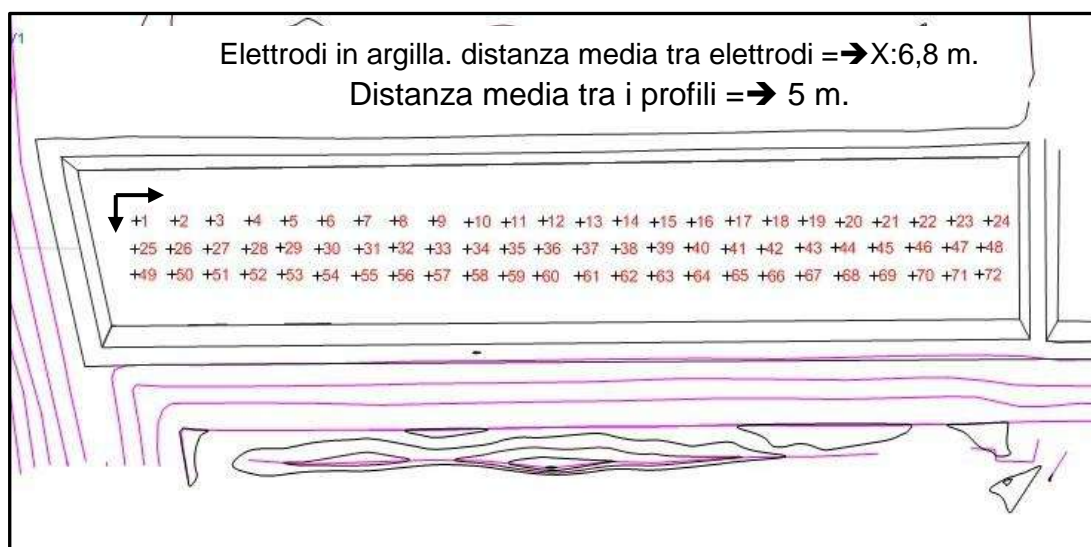 Elettrodi in argilla. distanza media tra elettrodi =➔X:6,8 m.
Distanza media tra i profili =➔ 5 m.
+1 +2 +3 +4 +5 +6 +7 +8 +9 +10 +11 +12 +13 +14 +15 +16 +17 +18 +19 +20 +21 +22 +23 +24
+25 +26 +27 +28 +29 +30 +31 +32 +33 +34 +35 +36 +37 +38 +39 +40 +41 +42 +43 +44 +45 +46 +47 +48
+49 +50 +51 +52 +53 +54 +55 +56 +57 +58 +59 +60 +61 +62 +63 +64 +65 +66 +67 +68 +69 +70 +71 +72